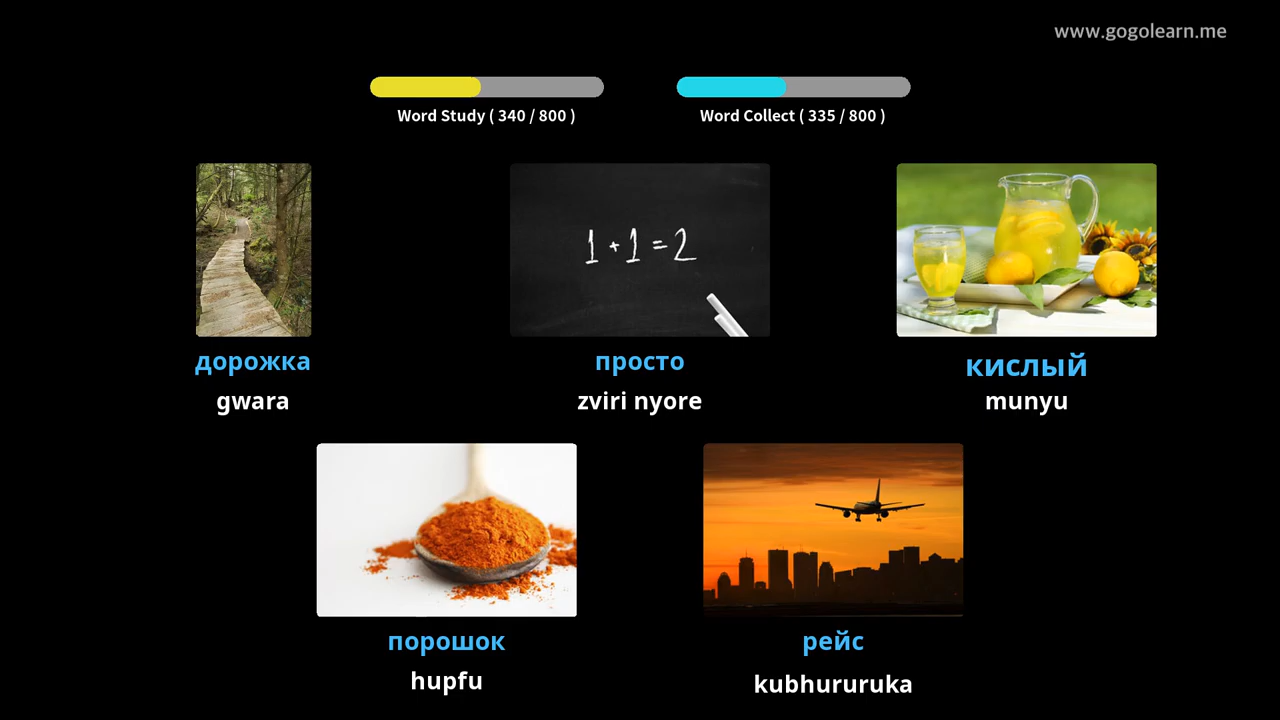 www.gogolearn.me
Word Study ( 340 / 800 )
Word Collect ( 335 / 800 )
1+1=2
дорожка
просто
кислый
gwara
zviri nyore
munyu
порошок
рейс
hupfu
kubhururuka